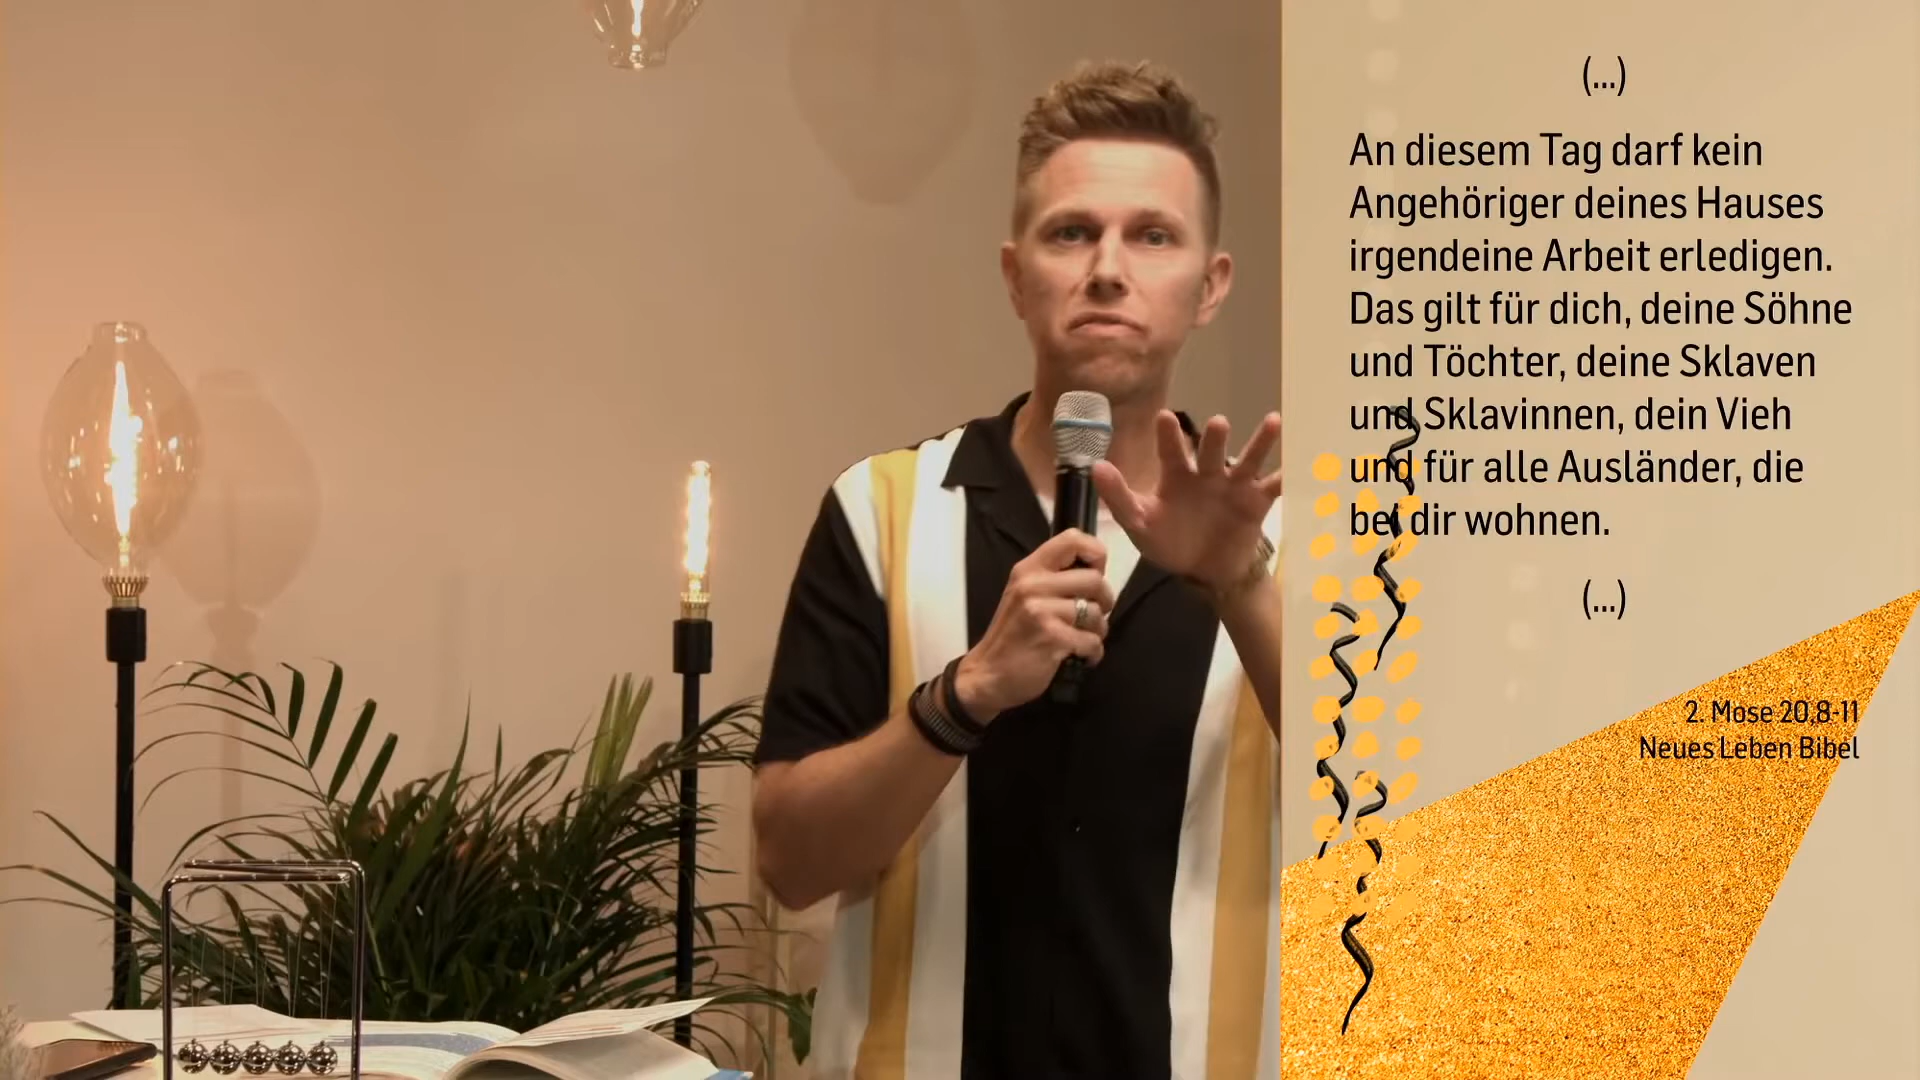 (...)
An diesem Tag darf kein
Angehöriger deines Hauses
irgendeine Arbeit erledigen.
Das gilt für dich, deine Söhne
und Töchter, deine Sklaven
und Sklavinnen, dein Vieh
und für alle Ausländer, die
bei dir wohnen.
(...)
2. Mose 20,8-11
Neues Leben Bibel